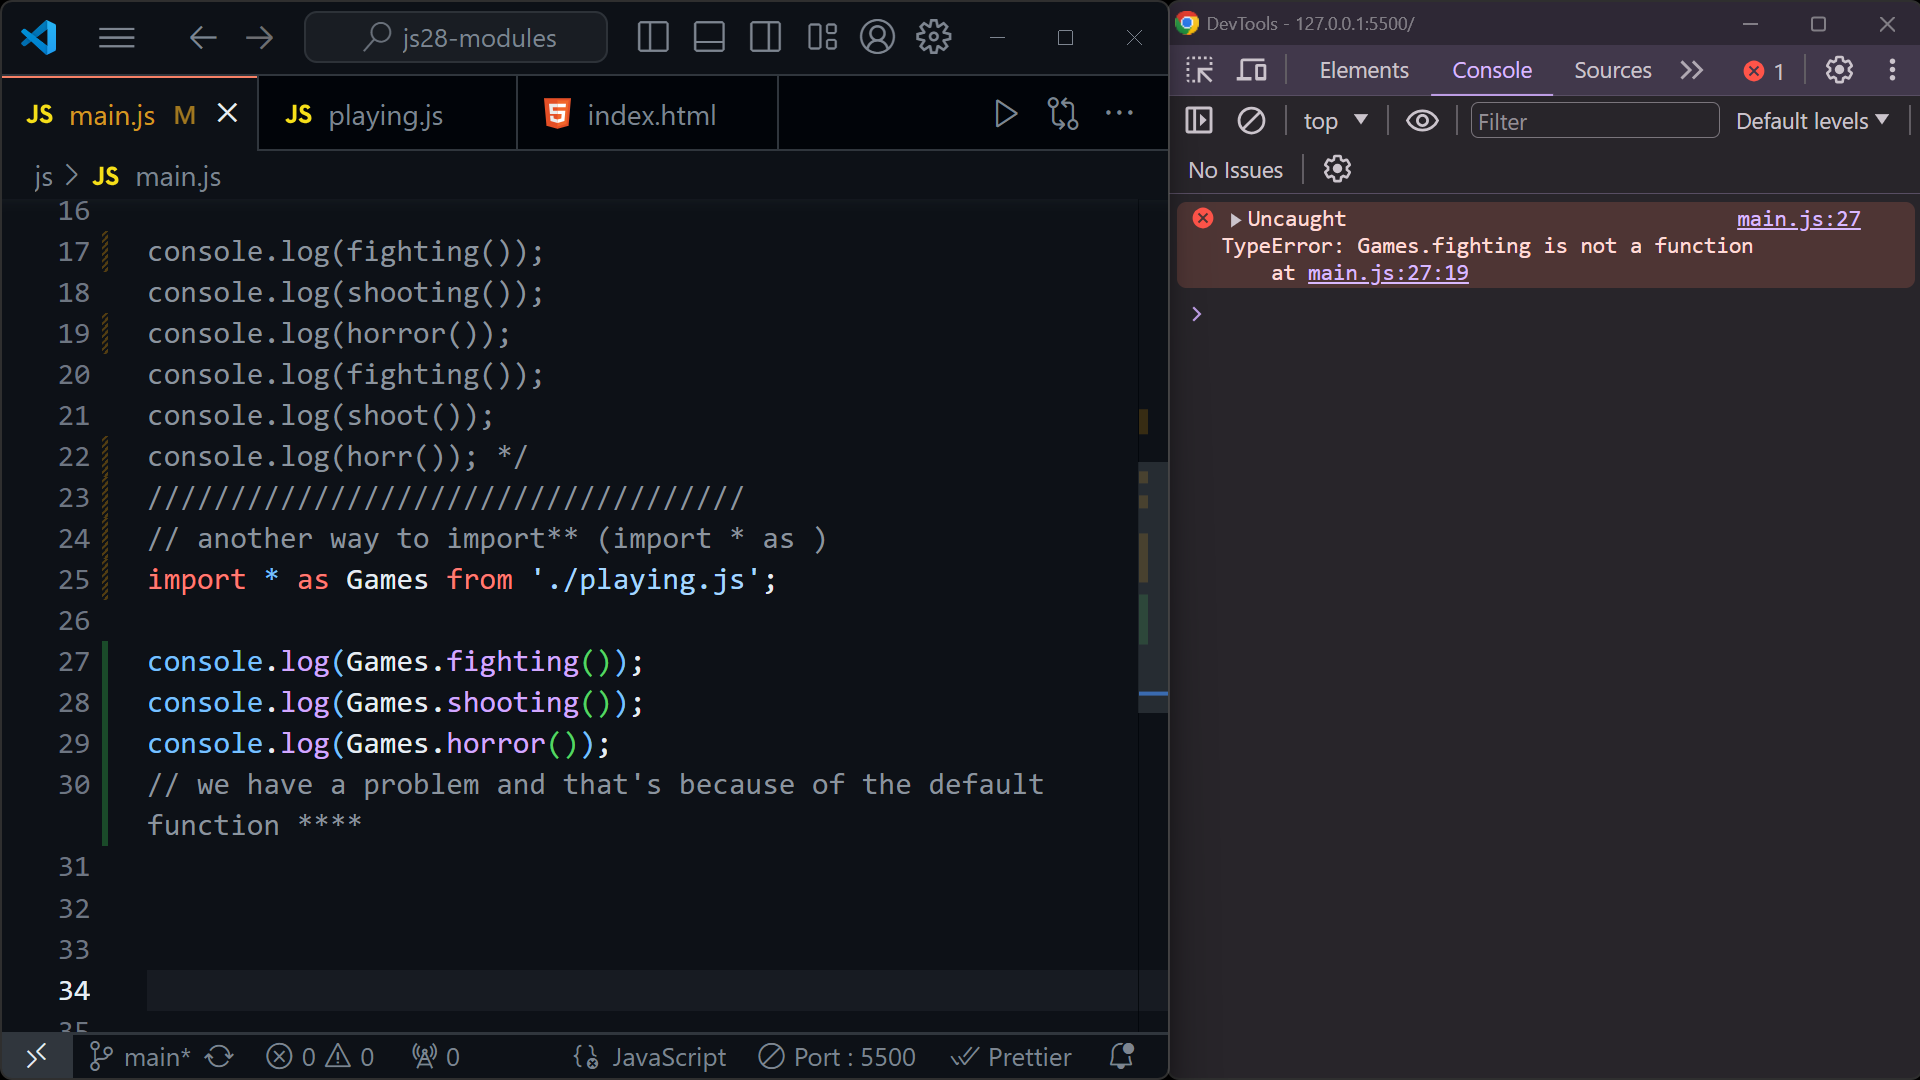 js28-modules
JS main.js M
JS playing.js
index.html
js > JS main.js
16
17 console.log(fighting());
18 console.log(shooting());
19 console.log(horror());
20 console.log(fighting());
21 console.log(shoot());
22 console.log(horr()); */
23 ////////////////////////////////////
24 // another way to import** (import * as )
25 import * as Games from './playing.js';
26
27 console.log(Games.fighting());
28 console.log(Games.shooting());
29 console.log(Games.horror());
30 // we have a problem and that's because of the default
function ****
31
32
33
34
35
main* 0 0 0 JavaScript Port : 5500 Prettier
DevTools - 127.0.0.1:5500/
Elements Console Sources 1
top Filter Default levels
No Issues
Uncaught main.js:27
TypeError: Games.fighting is not a function
at main.js:27:19